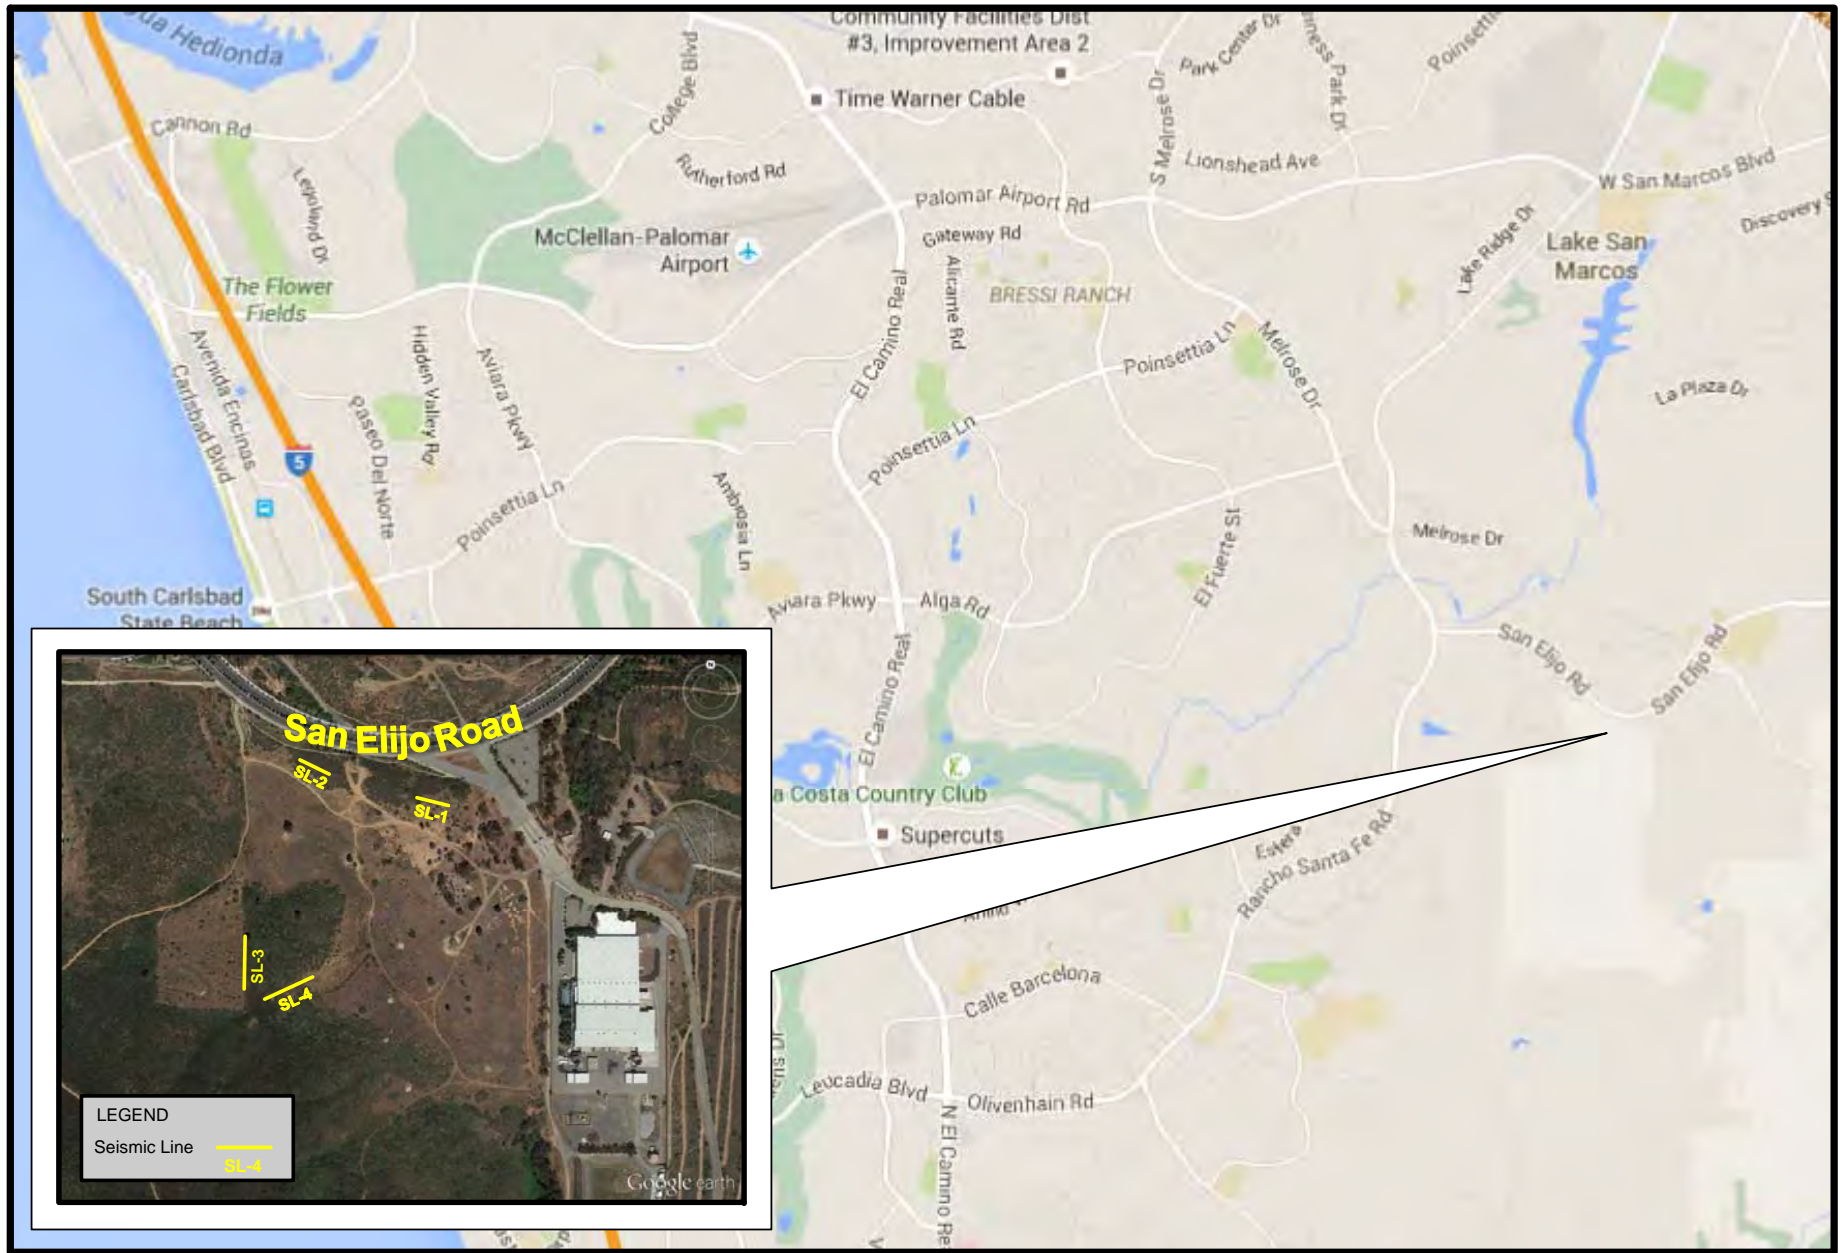 Hedionda
Community Facilities Dist
#3, Improvement Area 2
Time Warner Cable
College Blvd
Park Center Dr
Park Dr
Cannon Rd
Legoland Dr
Rutherford Rd
S Melrose Dr
Lionshead Ave
W San Marcos Blvd
Discovery
Palomar Airport Rd
McClellan-Palomar
Airport
Gateway Rd
Alicante Rd
BRESSI RANCH
Lake Ridge Dr
Lake San
Marcos
The Flower
Fields
Avenida Encinas
Carlsbad Blvd
Hidden Valley Rd
Aviara Pkwy
El Camino Real
Poinsettia Ln
Melrose Dr
La Plaza Dr
5
Paseo Del Norte
Poinsettia Ln
Ambrosia Ln
Poinsettia Ln
El Fuerte St
Melrose Dr
South Carlsbad
State Beach
Aviara Pkwy
Alga Rd
San Elijo Rd
San Elijo Rd
El Camino Real
a Costa Country Club
Supercuts
Estera
Rancho Santa Fe Rd
Calle Barcelona
Leucadia Blvd
Olivenhain Rd
N El Camino Re
San Elijo Road
SL-2
SL-1
SL-3
SL-4
LEGEND
Seismic Line
SL-4
Google earth
N